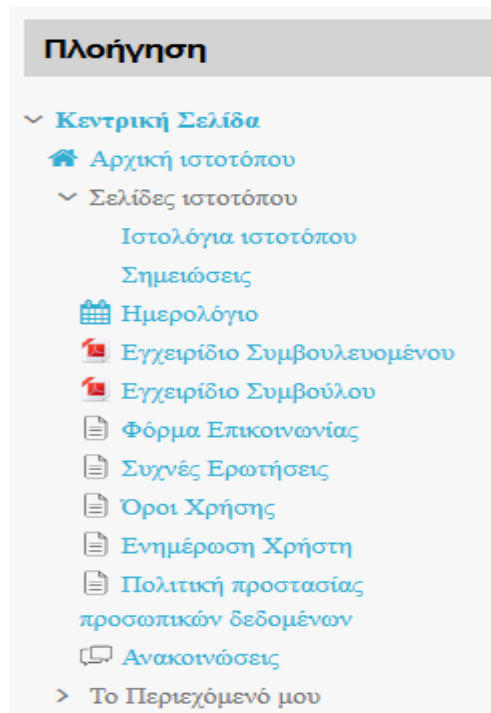 Πλοήγηση
Κεντρική Σελίδα
Αρχική ιστοτόπου
Σελίδες ιστοτόπου
Ιστολόγια ιστοτόπου
Σημειώσεις
Ημερολόγιο
Εγχειρίδιο Συμβουλευομένου
Εγχειρίδιο Συμβούλου
Φόρμα Επικοινωνίας
Συχνές Ερωτήσεις
Όροι Χρήσης
Ενημέρωση Χρήστη
Πολιτική προστασίας
προσωπικών δεδομένων
Ανακοινώσεις
Το Περιεχόμενό μου